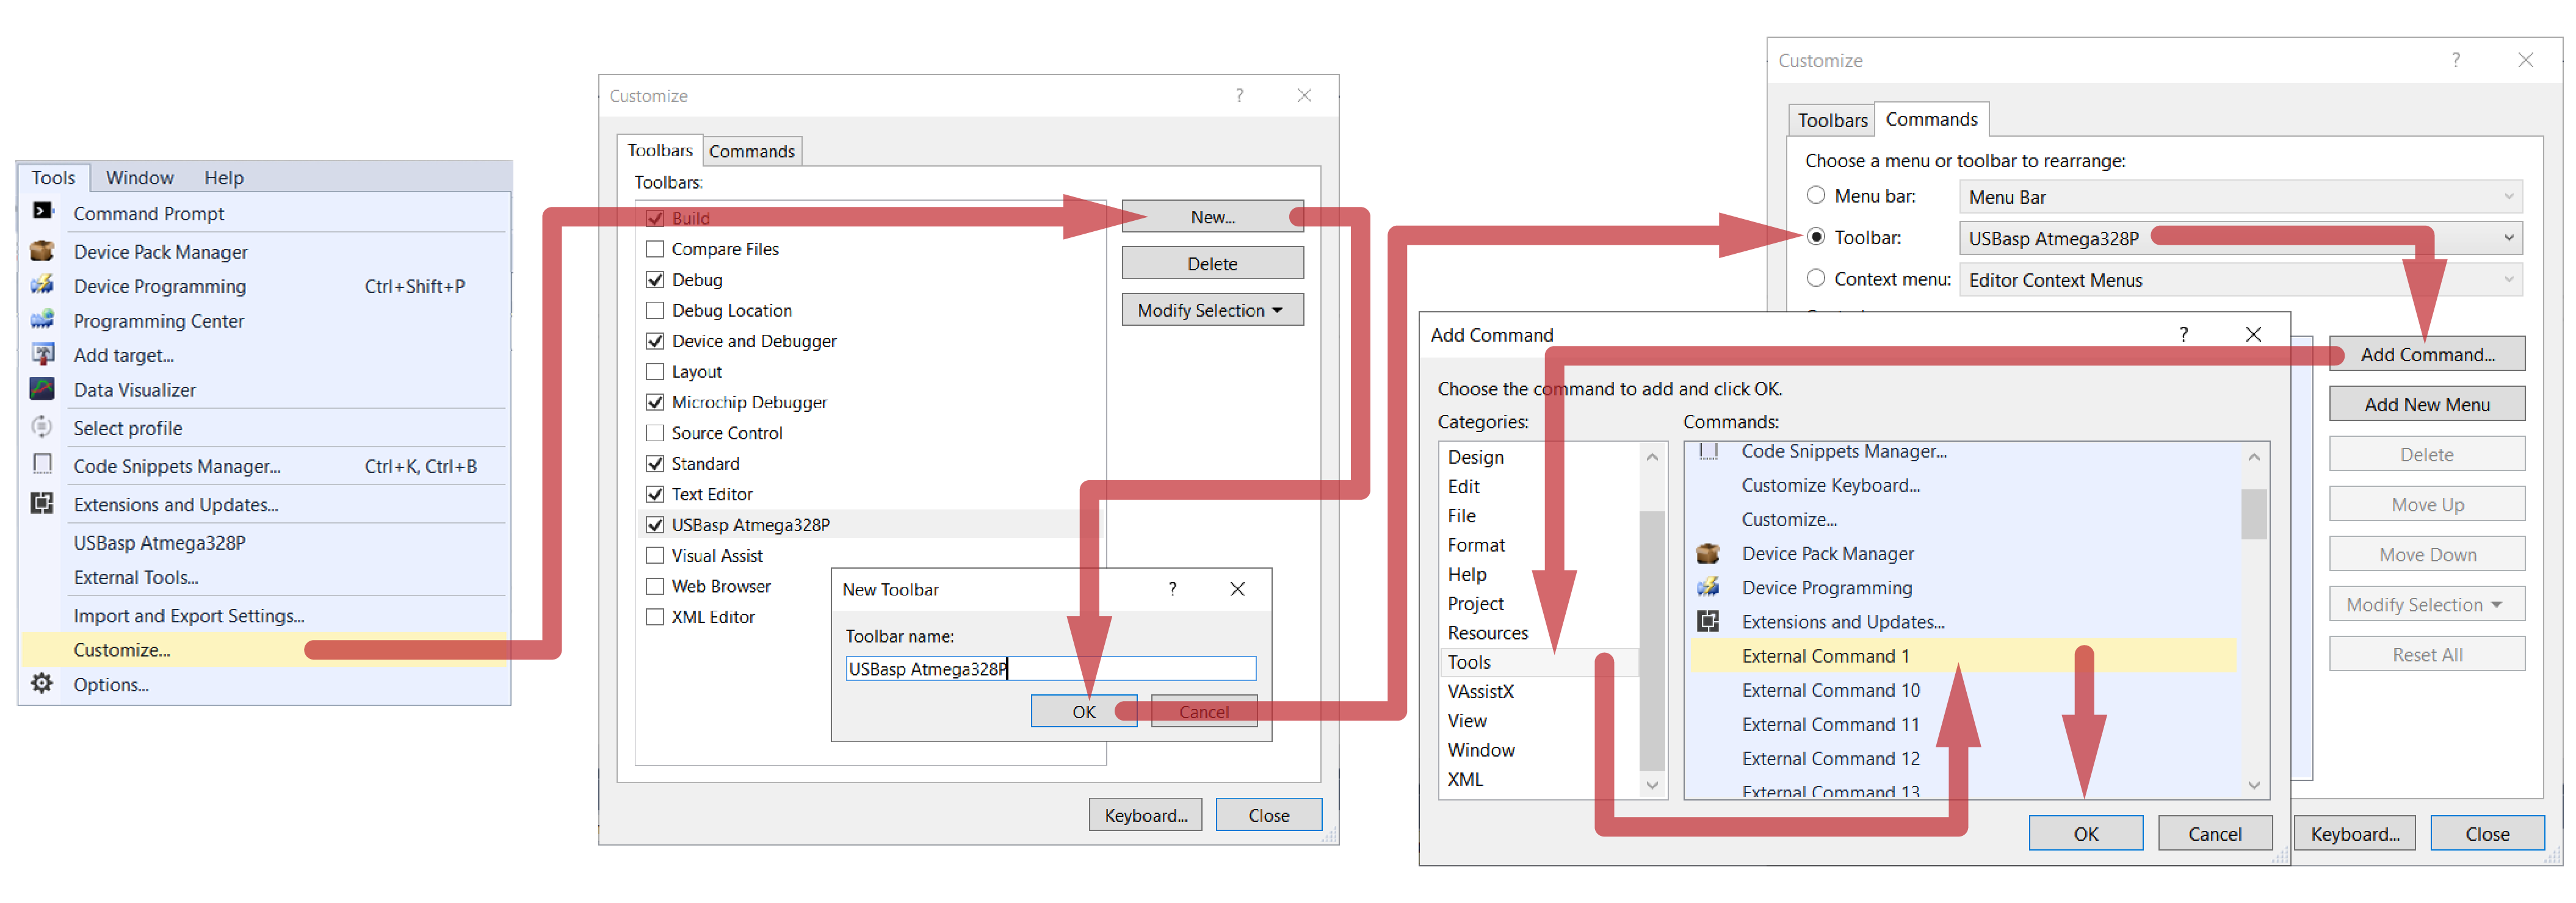 Tools Window Help
Command Prompt
Device Pack Manager
Device Programming Ctrl+Shift+P
Programming Center
Add target...
Data Visualizer
Select profile
Code Snippets Manager... Ctrl+K, Ctrl+B
Extensions and Updates...
USBasp Atmega328P
External Tools...
Import and Export Settings...
Customize...
Options...
Customize ?
Toolbars Commands
Toolbars:
Build
Compare Files
Debug
Debug Location
Device and Debugger
Layout
Microchip Debugger
Source Control
Standard
Text Editor
USBasp Atmega328P
Visual Assist
Web Browser
XML Editor
New...
Delete
Modify Selection
New Toolbar ?
Toolbar name:
USBasp Atmega328P
OK Cancel
Keyboard... Close
Customize ?
Toolbars Commands
Choose a menu or toolbar to rearrange:
Menu bar: Menu Bar
Toolbar: USBasp Atmega328P
Context menu: Editor Context Menus
Add Command...
Add New Menu
Delete
Move Up
Move Down
Modify Selection
Reset All
Add Command ?
Choose the command to add and click OK.
Categories:
Design
Edit
File
Format
Help
Project
Resources
Tools
VAssistX
View
Window
XML
Commands:
Code Snippets Manager...
Customize Keyboard...
Customize...
Device Pack Manager
Device Programming
Extensions and Updates...
External Command 1
External Command 10
External Command 11
External Command 12
External Command 13
OK Cancel
Keyboard... Close